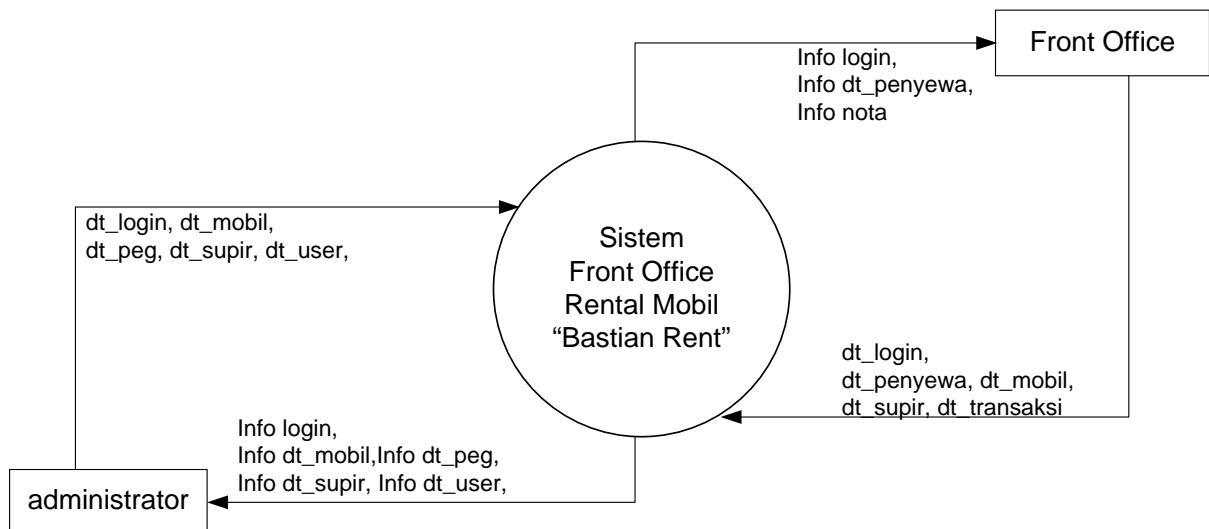 Front Office
Info login,
Info dt_penyewa,
Info nota
dt_login, dt_mobil,
dt_peg, dt_supir, dt_user,
Sistem
Front Office
Rental Mobil
“Bastian Rent”
dt_login,
dt_penyewa, dt_mobil,
dt_supir, dt_transaksi
Info login,
Info dt_mobil,Info dt_peg,
Info dt_supir, Info dt_user,
administrator